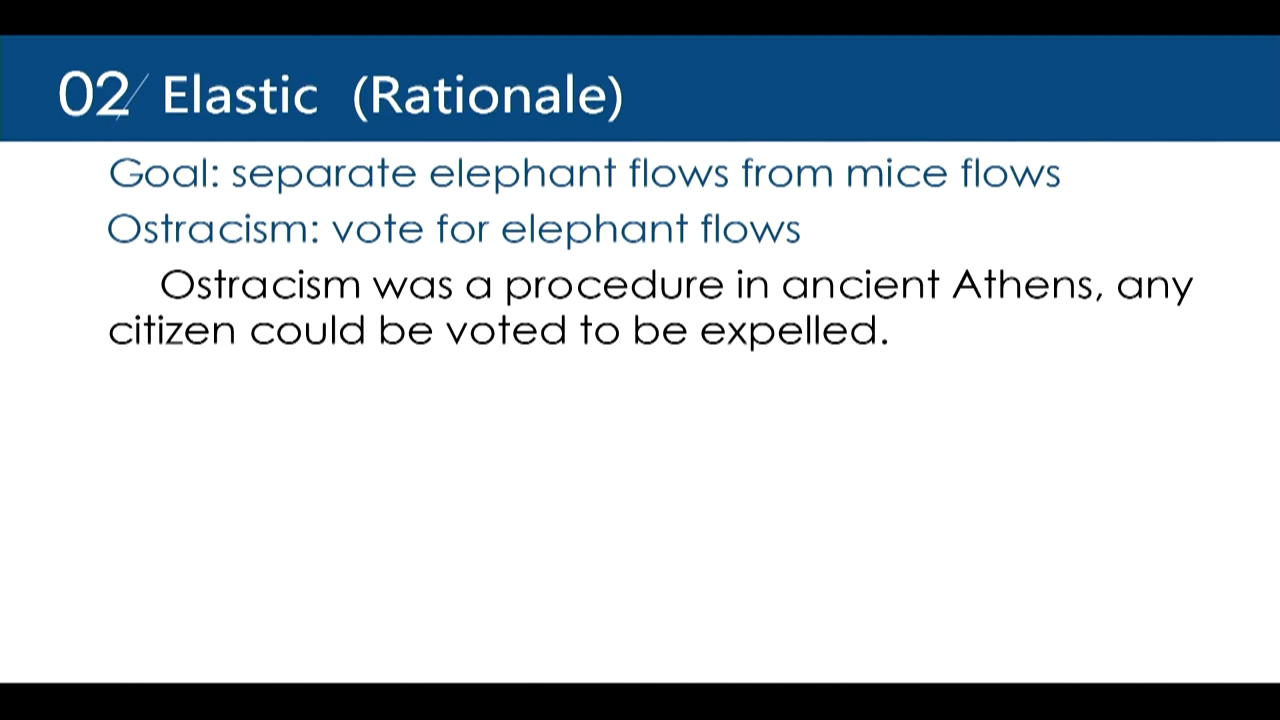 02/ Elastic (Rationale)
Goal: separate elephant flows from mice flows
Ostracism: vote for elephant flows
Ostracism was a procedure in ancient Athens, any
citizen could be voted to be expelled.